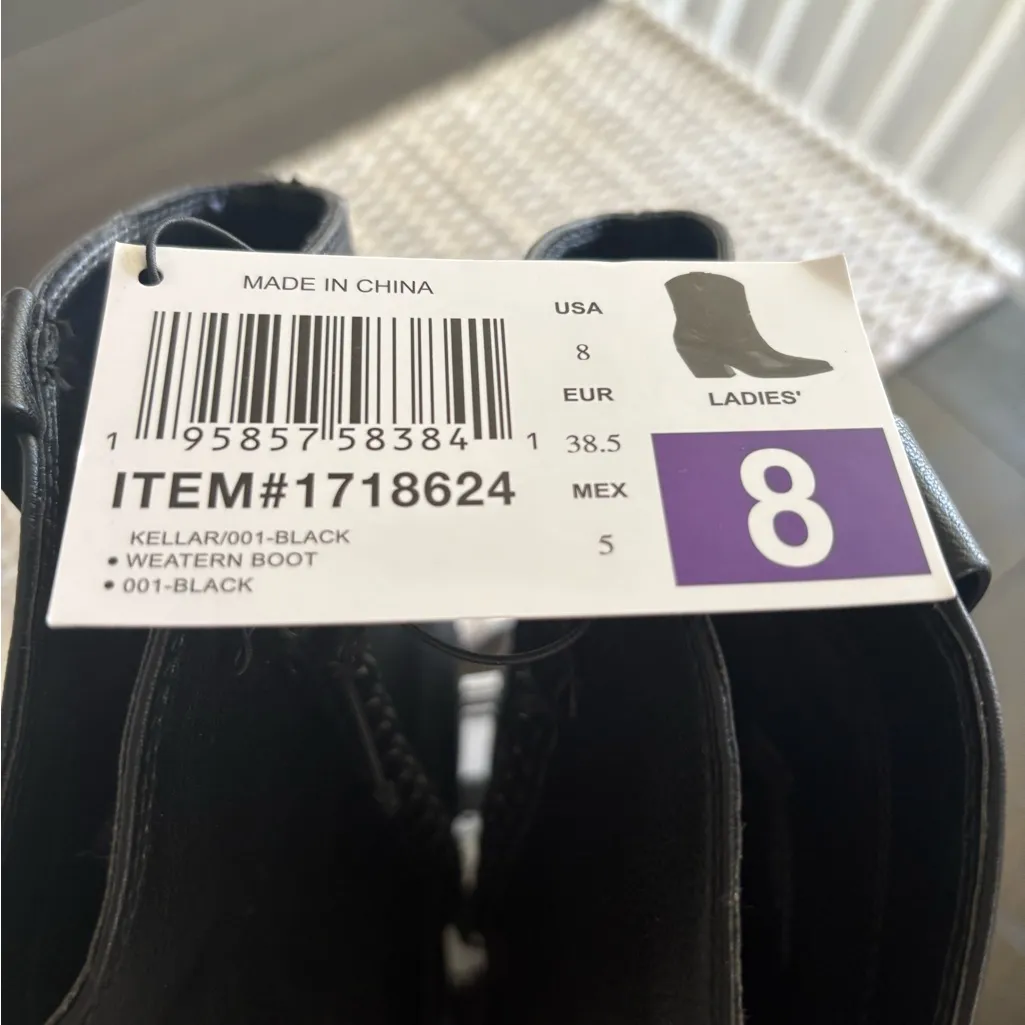 MADE IN CHINA
1 95857 58384 1
ITEM#1718624
KELLAR/001-BLACK
• WEATERN BOOT
• 001-BLACK
USA
8
EUR
38.5
MEX
5
LADIES'
8